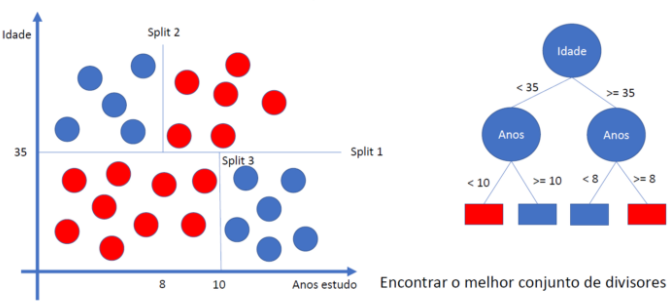 Idade
Split 2
35
Split 1
Split 3
8
10
Anos estudo
Idade
< 35
>= 35
Anos
Anos
< 10
>= 10
< 8
>= 8
Encontrar o melhor conjunto de divisores